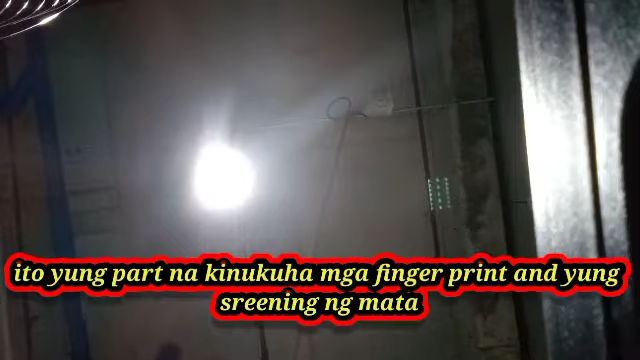 ito yung part na kinukuha mga finger print and yung
sreening ng mata